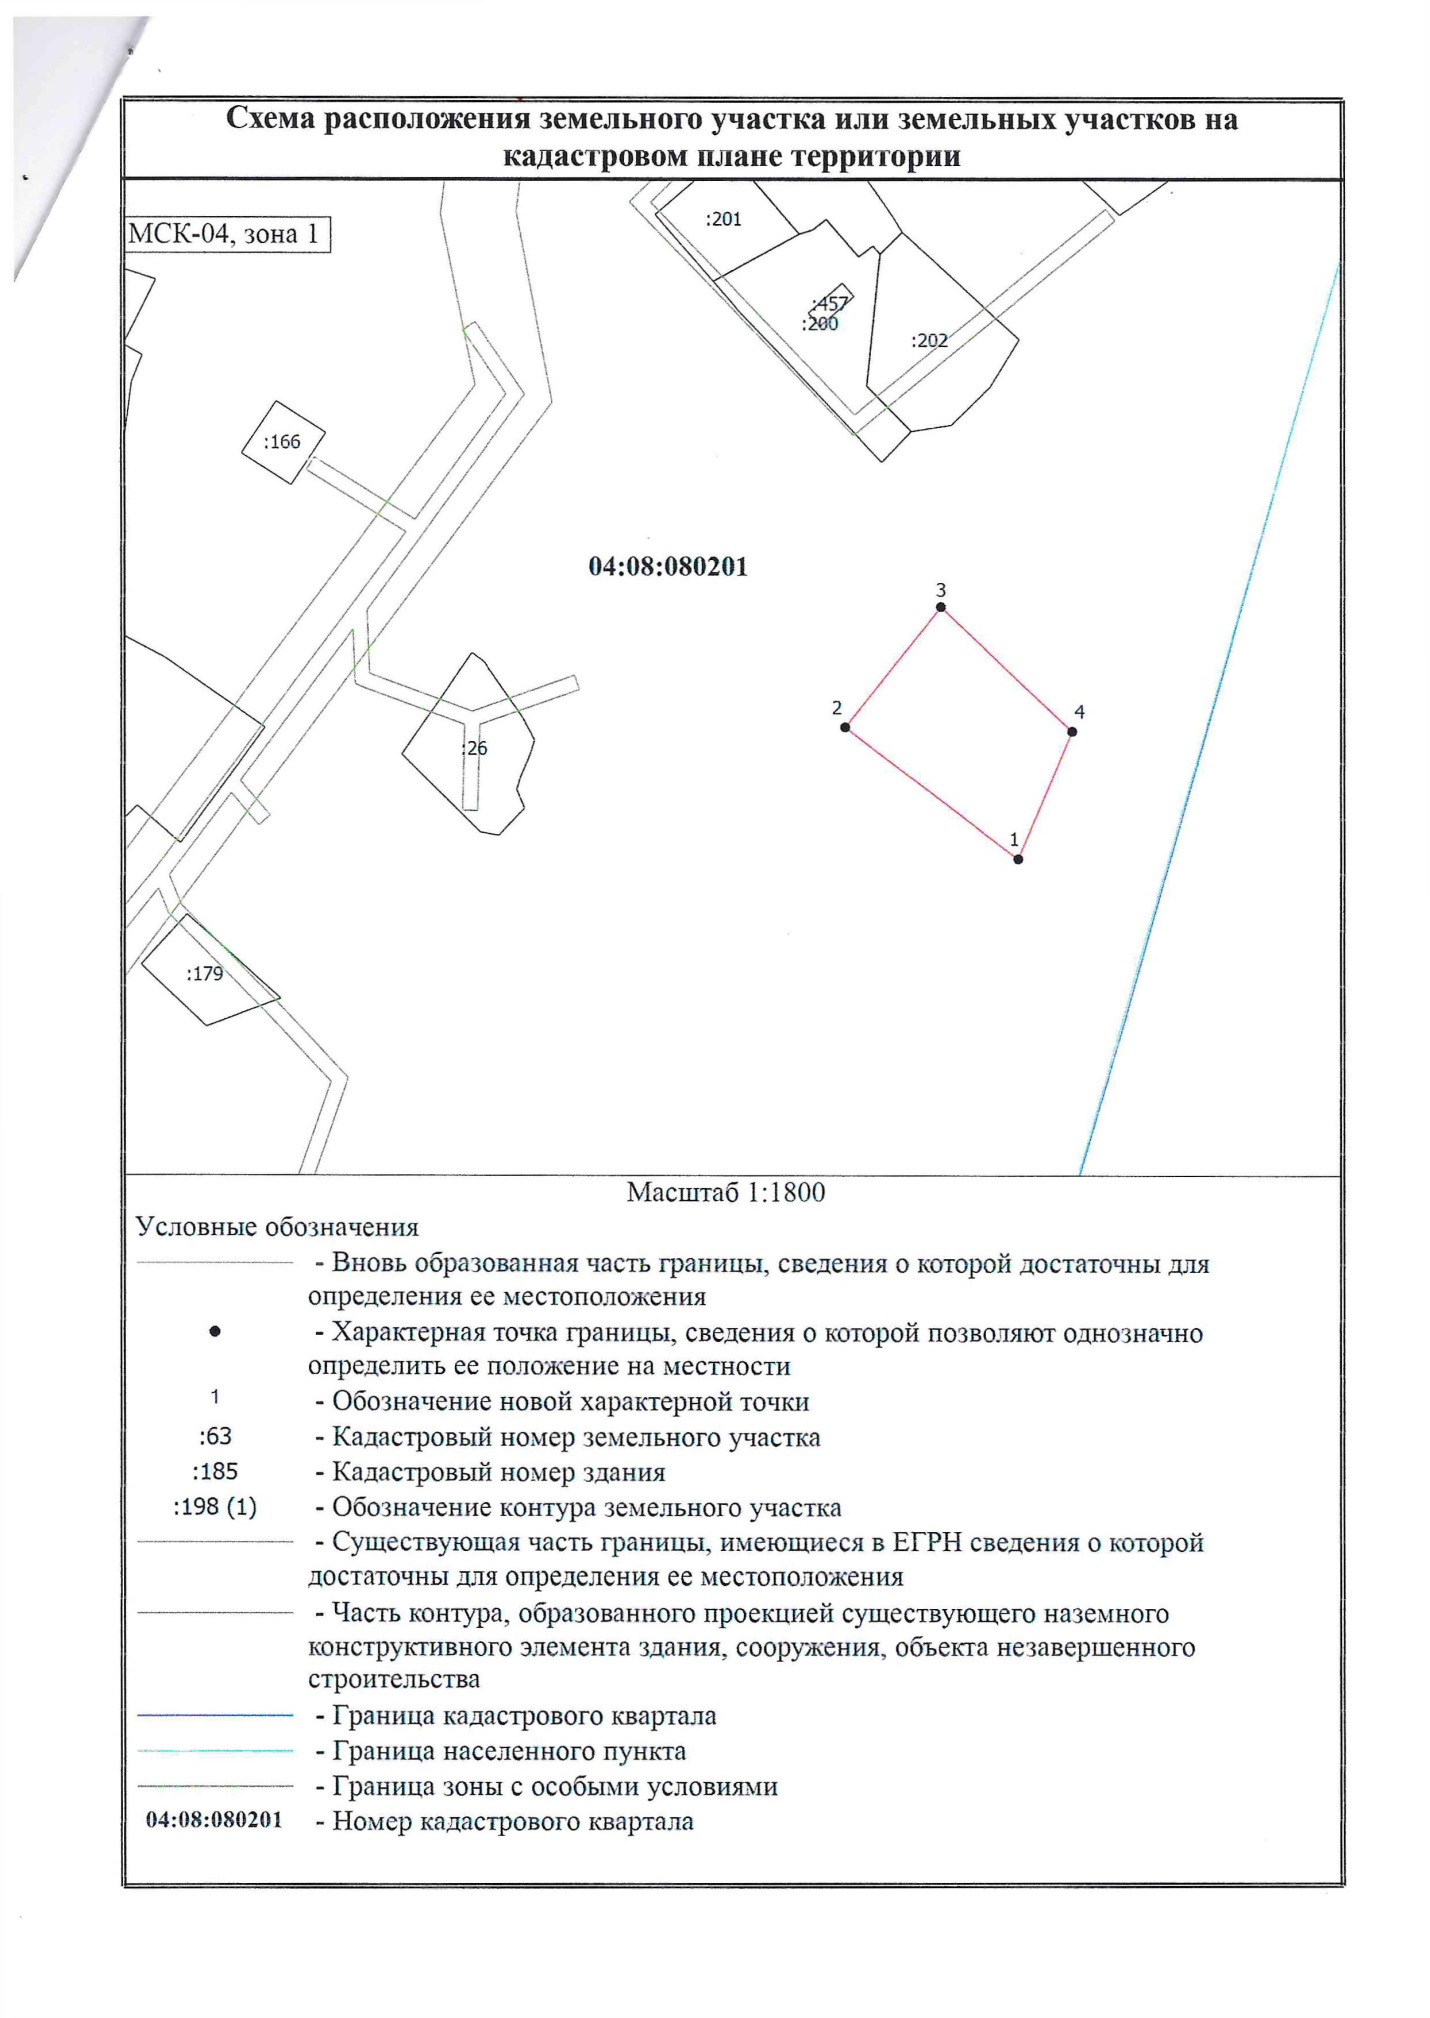 Схема расположения земельного участка или земельных участков на
кадастровом плане территории
МСК-04, зона 1
:201
:457
:200
:202
:166
04:08:080201
3
2
4
:26
1
:179
Масштаб 1:1800
Условные обозначения
- Вновь образованная часть границы, сведения о которой достаточны для
определения ее местоположения
- Характерная точка границы, сведения о которой позволяют однозначно
определить ее положение на местности
1 - Обозначение новой характерной точки
:63 - Кадастровый номер земельного участка
:185 - Кадастровый номер здания
:198 (1) - Обозначение контура земельного участка
- Существующая часть границы, имеющиеся в ЕГРН сведения о которой
достаточны для определения ее местоположения
- Часть контура, образованного проекцией существующего наземного
конструктивного элемента здания, сооружения, объекта незавершенного
строительства
- Граница кадастрового квартала
- Граница населенного пункта
- Граница зоны с особыми условиями
04:08:080201 - Номер кадастрового квартала